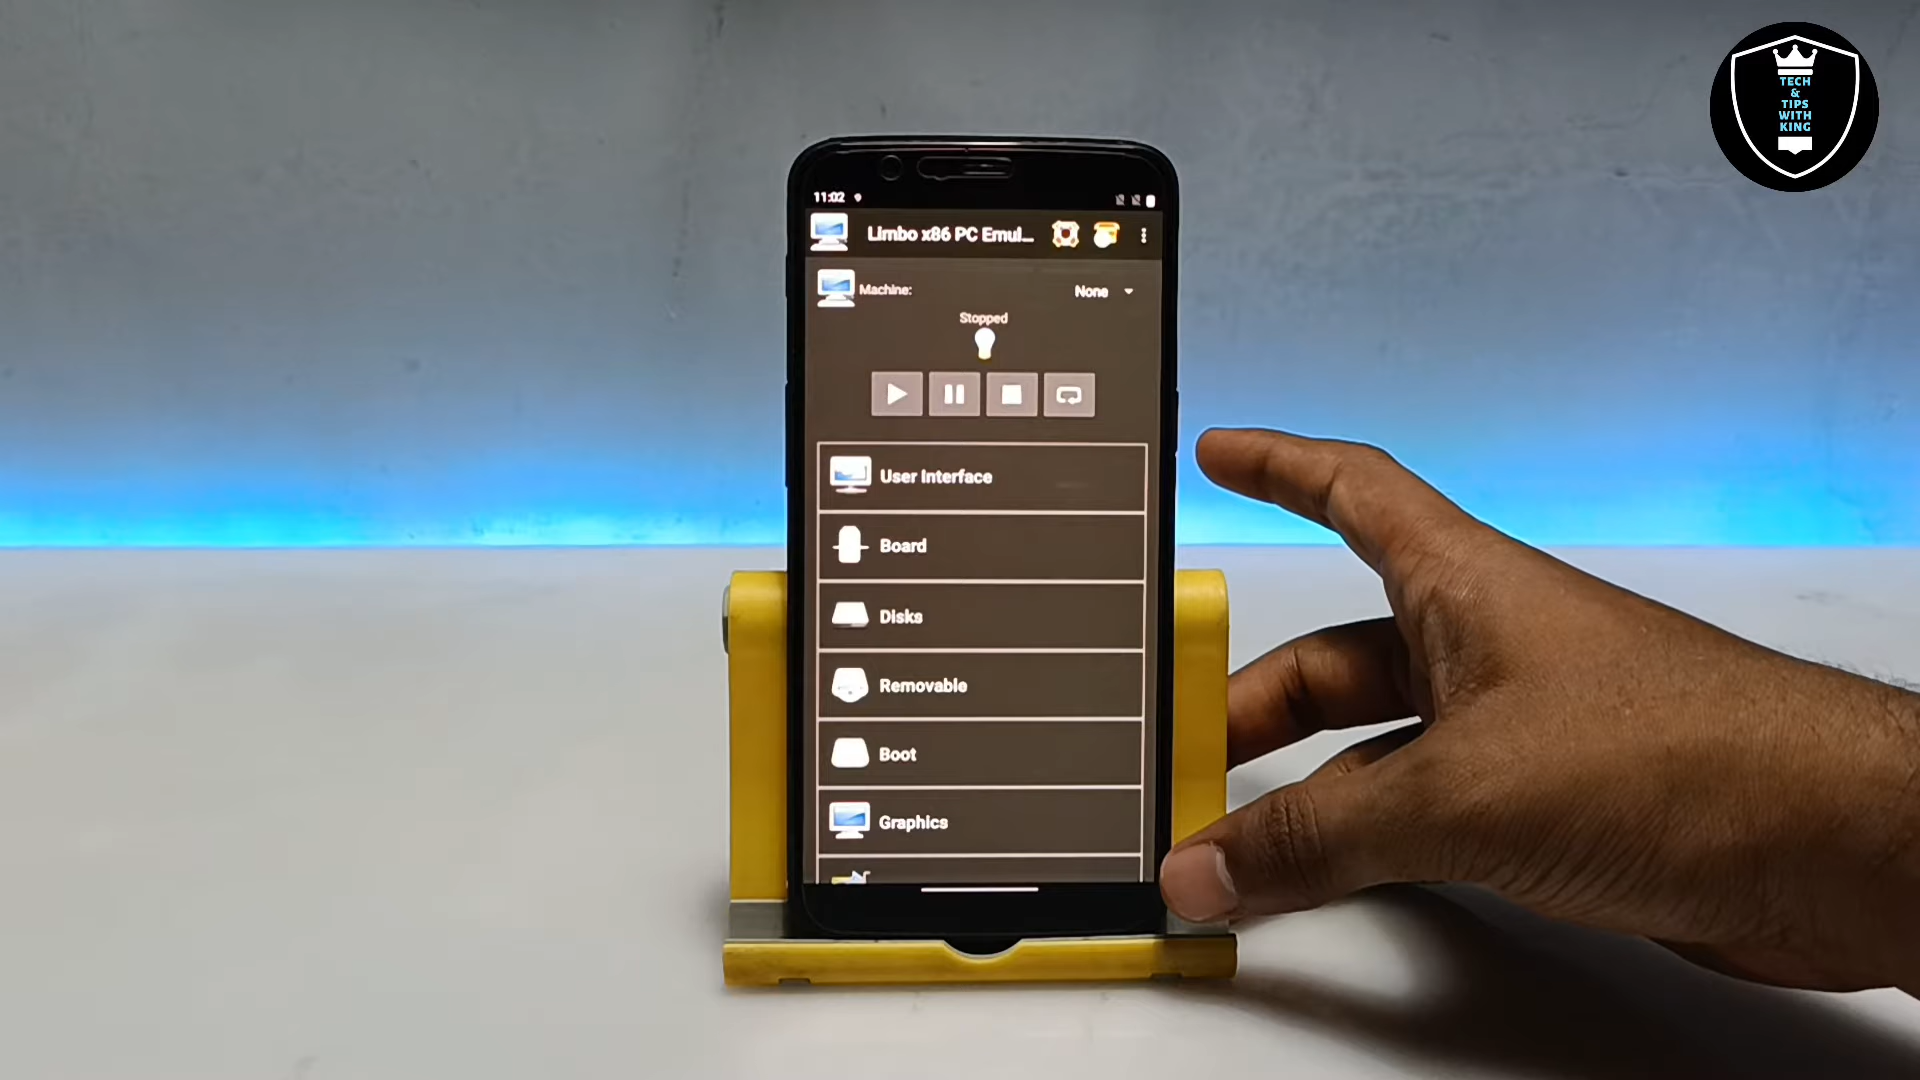 TECH
&
TIPS
WITH
KING
11:02
Limbo x86 PC Emul...
Machine:
None
Stopped
User Interface
Board
Disks
Removable
Boot
Graphics